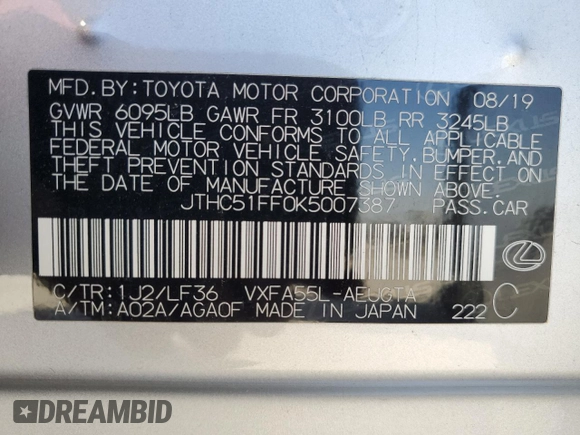 MFD.BY:TOYOTA MOTOR CORPORATION 08/19
GVWR 6095LB GAWR FR 3100LB RR 3245LB
THIS VEHICLE CONFORMS TO ALL APPLICABLE
FEDERAL MOTOR VEHICLE SAFETY,BUMPER,AND
THEFT PREVENTION STANDARDS IN EFFECT ON
THE DATE OF MANUFACTURE SHOWN ABOVE.
JTHC51FF0K5007387 PASS.CAR
C/TR:1J2/LF36 VXFA55L-AEUGTA
A/TM:A02A/AGA0F MADE IN JAPAN 222 C
DREAMBID